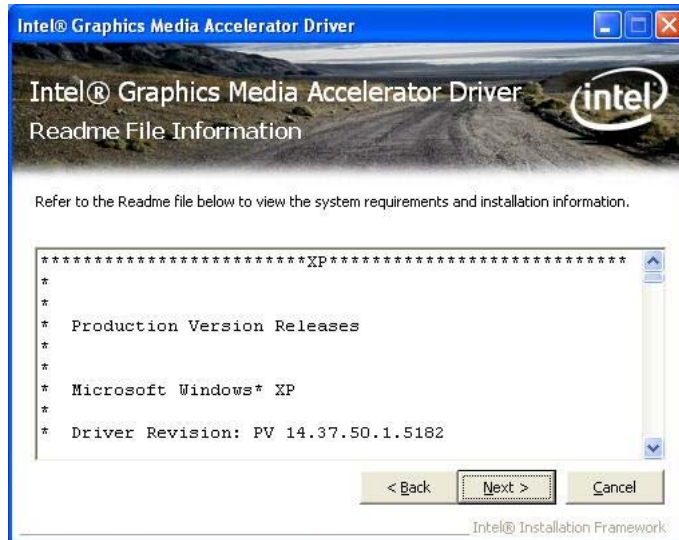 Intel® Graphics Media Accelerator Driver
Intel® Graphics Media Accelerator Driver
Readme File Information
intel
Refer to the Readme file below to view the system requirements and installation information.
*************************XP****************************
*
*
* Production Version Releases
*
*
* Microsoft Windows* XP
*
* Driver Revision: PV 14.37.50.1.5182
< Back
Next >
Cancel
Intel® Installation Framework